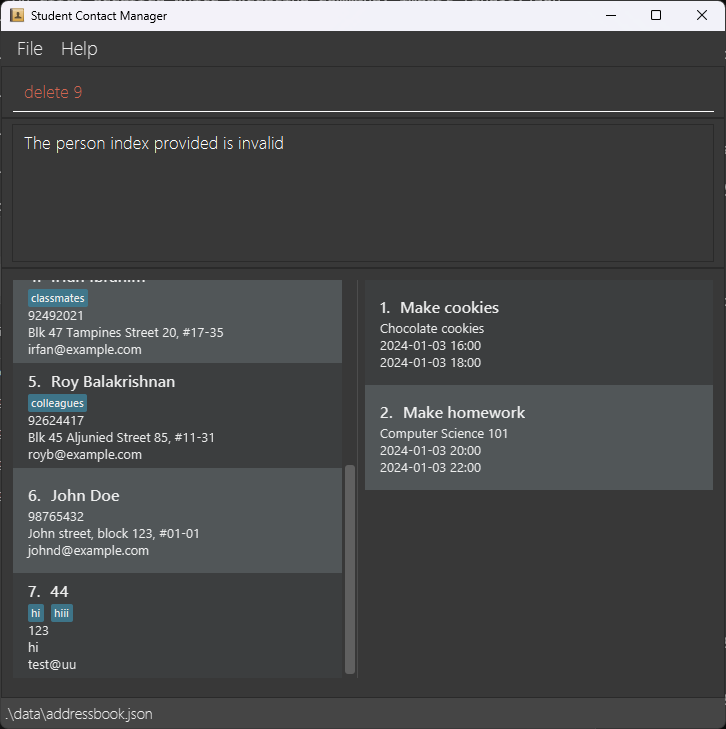 Student Contact Manager
File Help
delete 9
The person index provided is invalid
classmates
92492021
Blk 47 Tampines Street 20, #17-35
irfan@example.com
5. Roy Balakrishnan
colleagues
92624417
Blk 45 Aljunied Street 85, #11-31
royb@example.com
6. John Doe
98765432
John street, block 123, #01-01
johnd@example.com
7. 44
hi hiii
123
hi
test@uu
1. Make cookies
Chocolate cookies
2024-01-03 16:00
2024-01-03 18:00
2. Make homework
Computer Science 101
2024-01-03 20:00
2024-01-03 22:00
.\data\addressbook.json